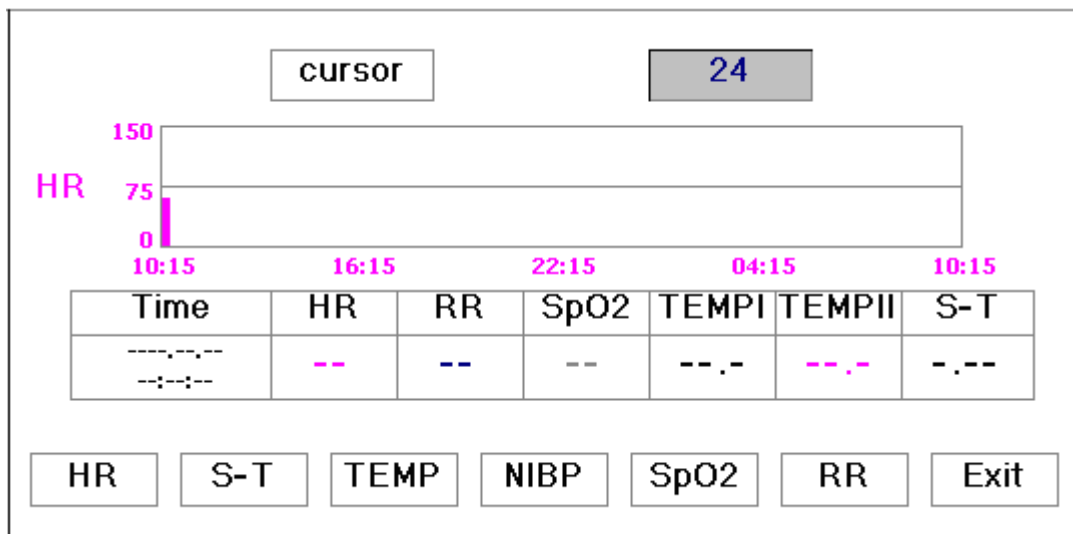 cursor 24
150
HR 75
0
10:15 16:15 22:15 04:15 10:15
Time HR RR SpO2 TEMPI TEMPII S-T
----.--.-- -- -- -- --.- --.- -.--
--:--:--
HR S-T TEMP NIBP SpO2 RR Exit